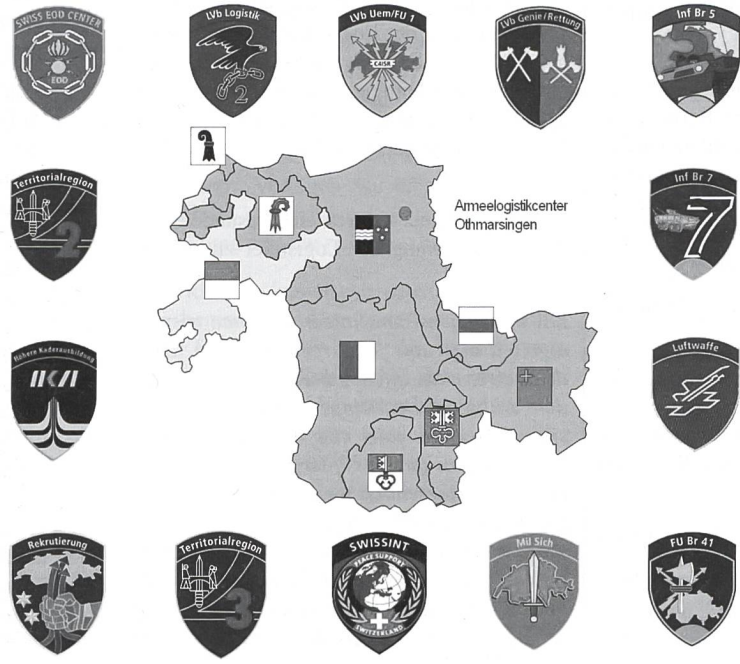 SWISS EOD CENTER
EOD
LVb Logistik
2
LVb Uem/FU 1
C4ISR
LVb Genie/Rettung
Inf Br 5
Territorialregion
2
Armeelogistikcenter
Othmarsingen
Inf Br 7
7
Höhere Kaderausbildung
HKA
Luftwaffe
Rekrutierung
Territorialregion
3
SWISSINT
PEACE SUPPORT
SWITZERLAND
Mil Sich
FU Br 41